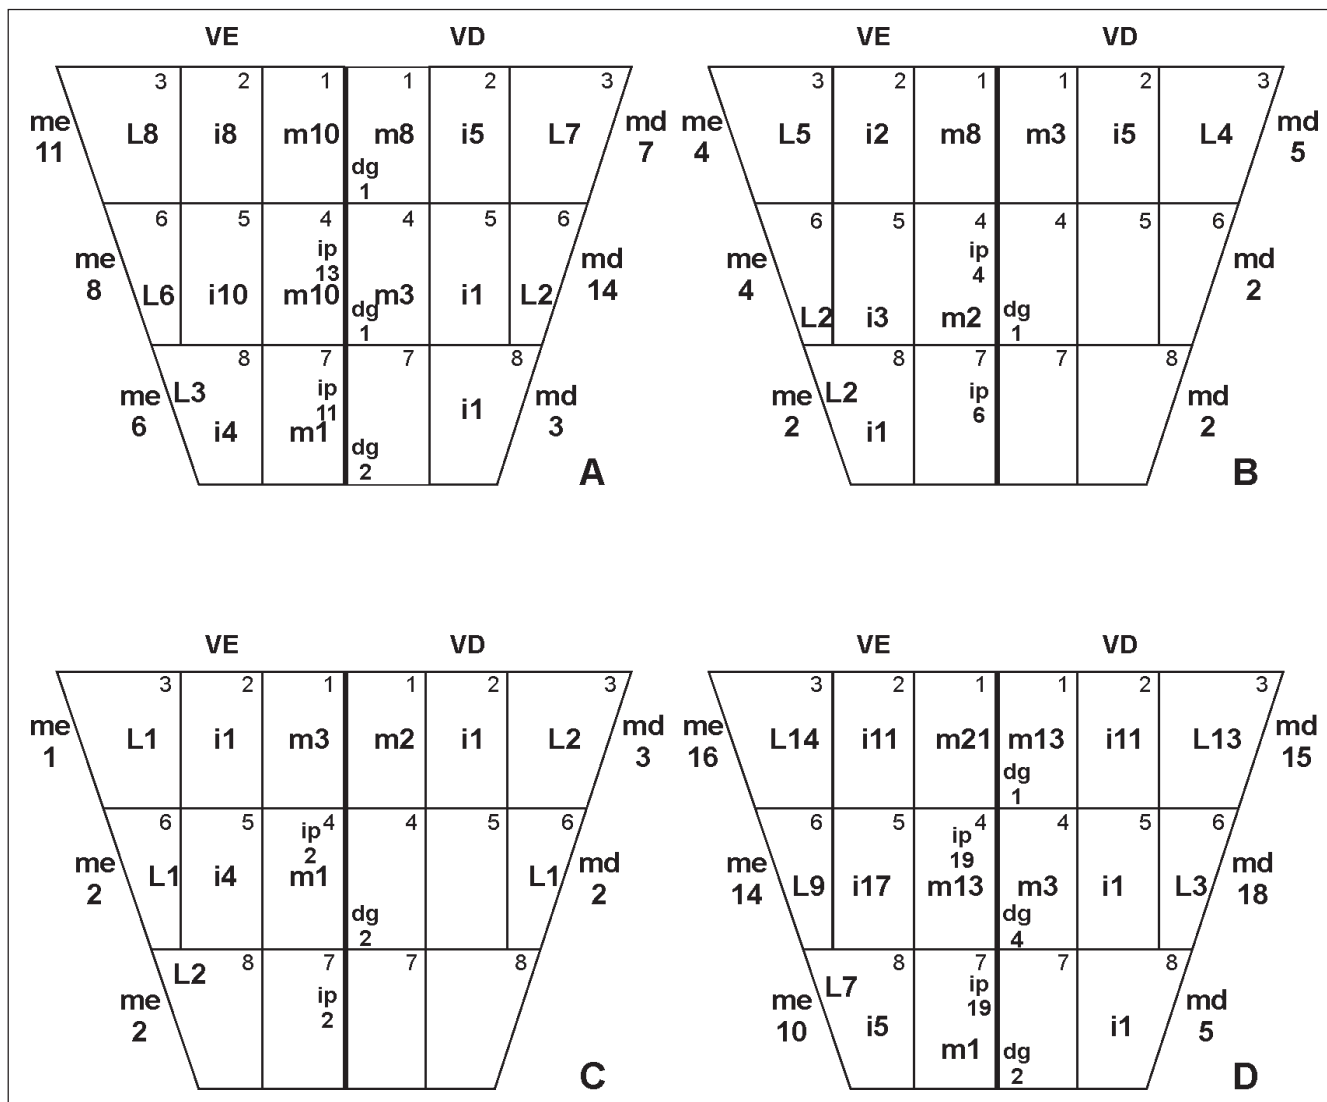 VE VD
3 2 1 1 2 3
me 11 L8 i8 m10 m8 i5 L7 md 7
dg 1
6 5 4 4 5 6
me 8 L6 i10 ip 13 m10 dg 1 m3 i1 L2 md 14
8 7 7 8
me 6 L3 i4 ip 11 m1 dg 2 i1 md 3
A
VE VD
3 2 1 1 2 3
me 4 L5 i2 m8 m3 i5 L4 md 5
6 5 4 4 5 6
me 4 L2 i3 ip 4 m2 dg 1 md 2
8 7 7 8
me 2 L2 i1 ip 6 md 2
B
VE VD
3 2 1 1 2 3
me 1 L1 i1 m3 m2 i1 L2 md 3
6 5 4 4 5 6
me 2 L1 i4 ip 2 m1 dg 2 L1 md 2
8 7 7 8
me 2 L2 ip 2
C
VE VD
3 2 1 1 2 3
me 16 L14 i11 m21 m13 i11 L13 md 15
dg 1
6 5 4 4 5 6
me 14 L9 i17 ip 19 m13 m3 dg 4 i1 L3 md 18
8 7 7 8
me 10 L7 i5 ip 19 m1 dg 2 i1 md 5
D